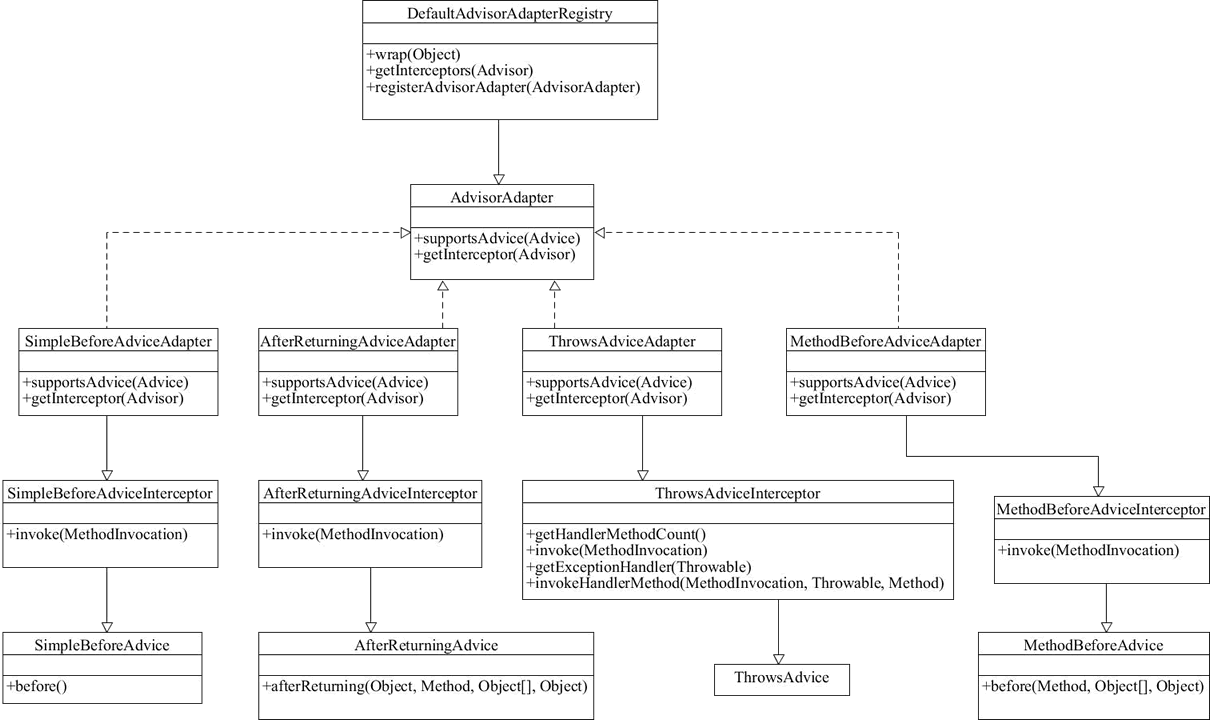 DefaultAdvisorAdapterRegistry
+wrap(Object)
+getInterceptors(Advisor)
+registerAdvisorAdapter(AdvisorAdapter)
AdvisorAdapter
+supportsAdvice(Advice)
+getInterceptor(Advisor)
SimpleBeforeAdviceAdapter
+supportsAdvice(Advice)
+getInterceptor(Advisor)
AfterReturningAdviceAdapter
+supportsAdvice(Advice)
+getInterceptor(Advisor)
ThrowsAdviceAdapter
+supportsAdvice(Advice)
+getInterceptor(Advisor)
MethodBeforeAdviceAdapter
+supportsAdvice(Advice)
+getInterceptor(Advisor)
SimpleBeforeAdviceInterceptor
+invoke(MethodInvocation)
AfterReturningAdviceInterceptor
+invoke(MethodInvocation)
ThrowsAdviceInterceptor
+getHandlerMethodCount()
+invoke(MethodInvocation)
+getExceptionHandler(Throwable)
+invokeHandlerMethod(MethodInvocation, Throwable, Method)
MethodBeforeAdviceInterceptor
+invoke(MethodInvocation)
SimpleBeforeAdvice
+before()
AfterReturningAdvice
+afterReturning(Object, Method, Object[], Object)
ThrowsAdvice
MethodBeforeAdvice
+before(Method, Object[], Object)